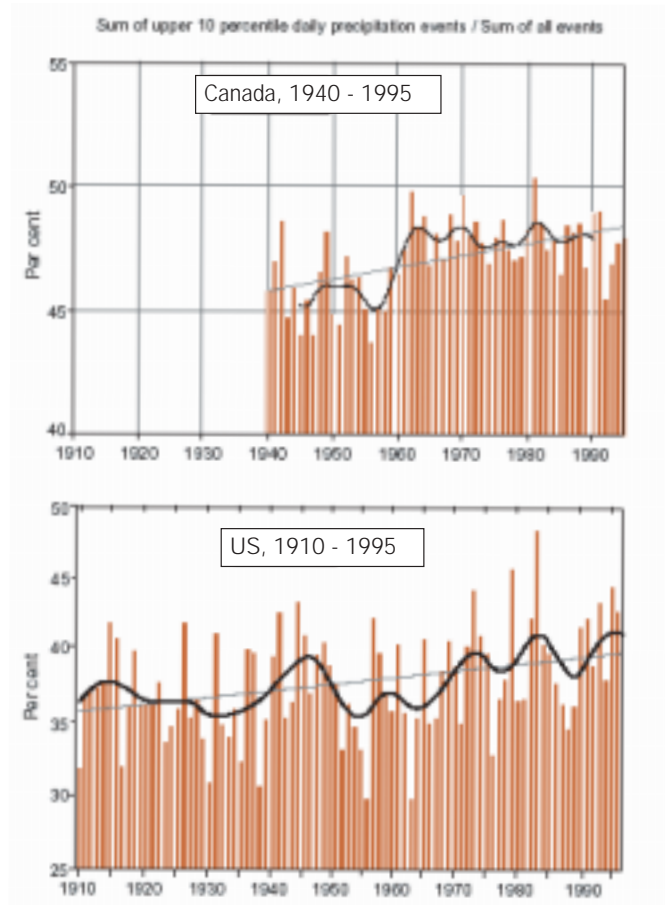 Sum of upper 10 percentile daily precipitation events / Sum of all events
55
Canada, 1940 - 1995
50
Per cent
45
40
1910 1920 1930 1940 1950 1960 1970 1980 1990
50
US, 1910 - 1995
45
40
Per cent
35
30
25
1910 1920 1930 1940 1950 1960 1970 1980 1990